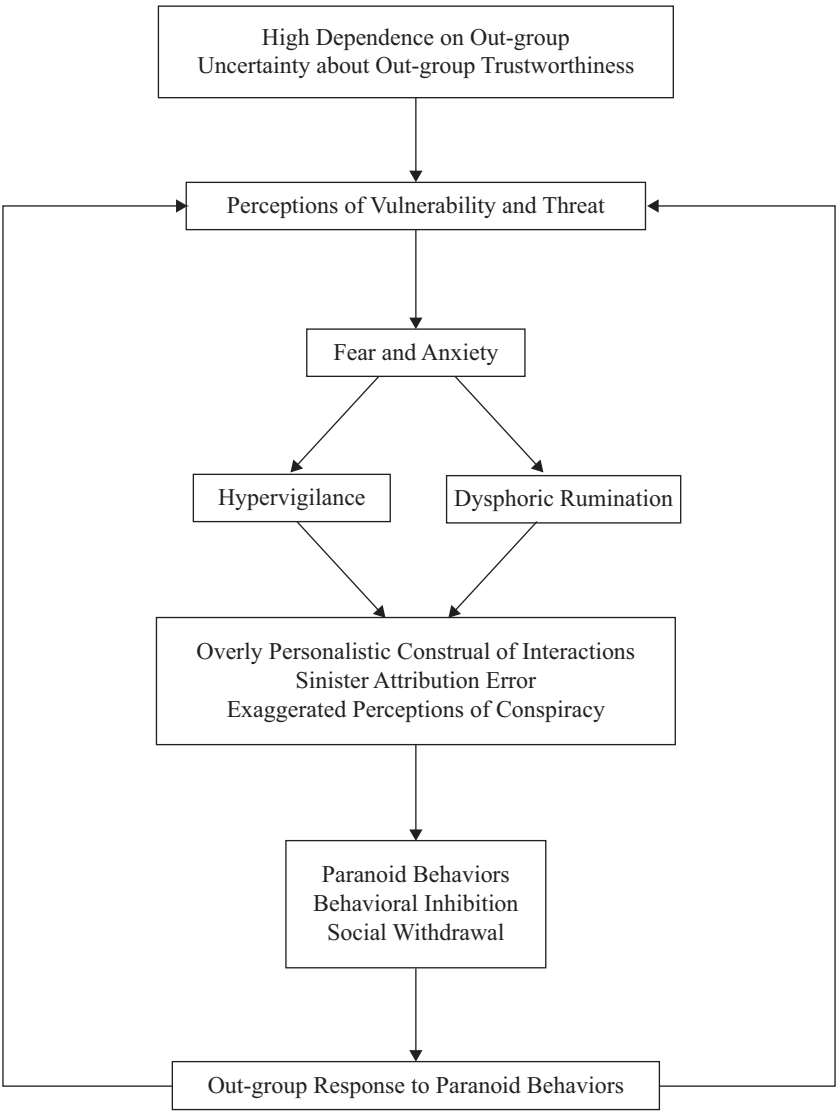 High Dependence on Out-group
Uncertainty about Out-group Trustworthiness
Perceptions of Vulnerability and Threat
Fear and Anxiety
Hypervigilance
Dysphoric Rumination
Overly Personalistic Construal of Interactions
Sinister Attribution Error
Exaggerated Perceptions of Conspiracy
Paranoid Behaviors
Behavioral Inhibition
Social Withdrawal
Out-group Response to Paranoid Behaviors